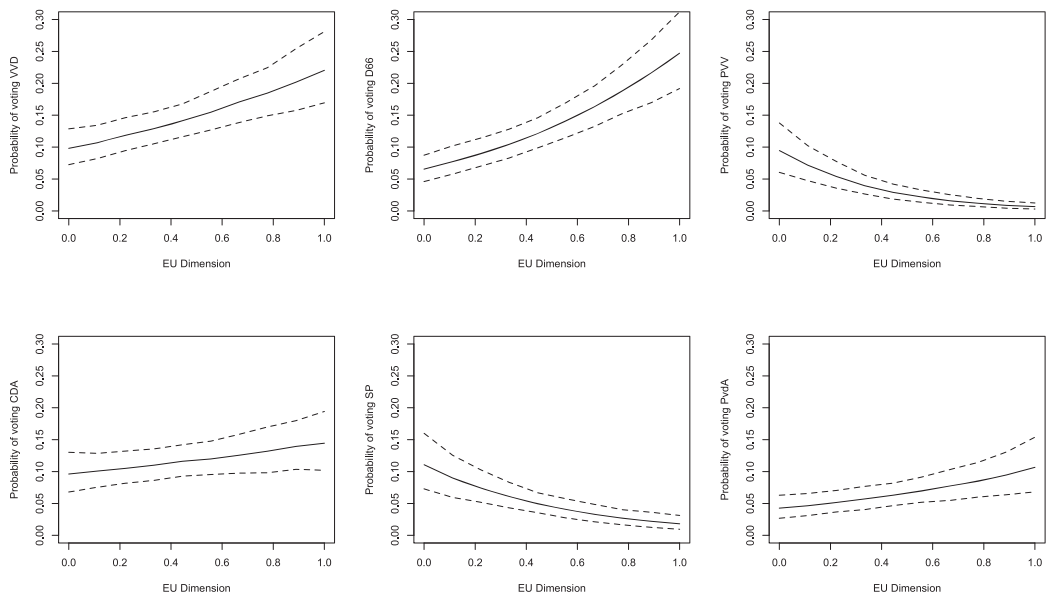 Probability of voting VVD
0.00 0.05 0.10 0.15 0.20 0.25 0.30
0.0 0.2 0.4 0.6 0.8 1.0
EU Dimension
Probability of voting D66
0.00 0.05 0.10 0.15 0.20 0.25 0.30
0.0 0.2 0.4 0.6 0.8 1.0
EU Dimension
Probability of voting PVV
0.00 0.05 0.10 0.15 0.20 0.25 0.30
0.0 0.2 0.4 0.6 0.8 1.0
EU Dimension
Probability of voting CDA
0.00 0.05 0.10 0.15 0.20 0.25 0.30
0.0 0.2 0.4 0.6 0.8 1.0
EU Dimension
Probability of voting SP
0.00 0.05 0.10 0.15 0.20 0.25 0.30
0.0 0.2 0.4 0.6 0.8 1.0
EU Dimension
Probability of voting PvdA
0.00 0.05 0.10 0.15 0.20 0.25 0.30
0.0 0.2 0.4 0.6 0.8 1.0
EU Dimension